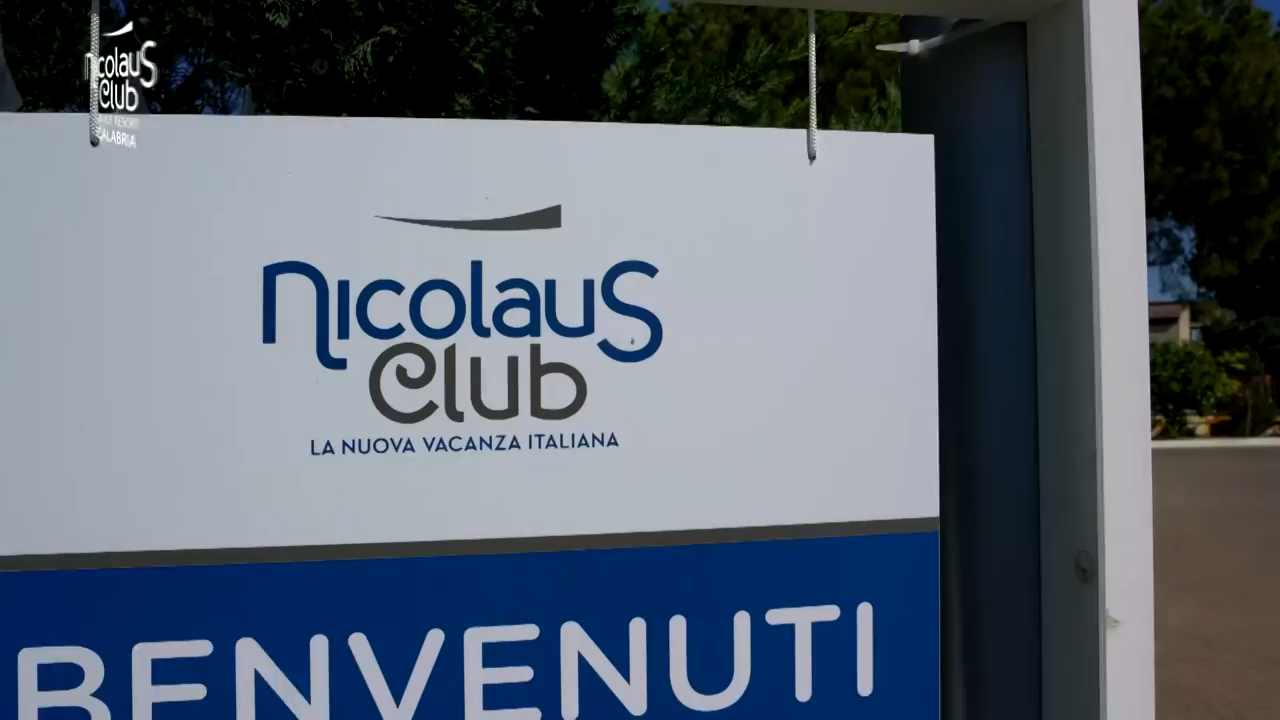 nicolauS
Club
CALABRIA
nicolauS
Club
LA NUOVA VACANZA ITALIANA
BENVENUTI